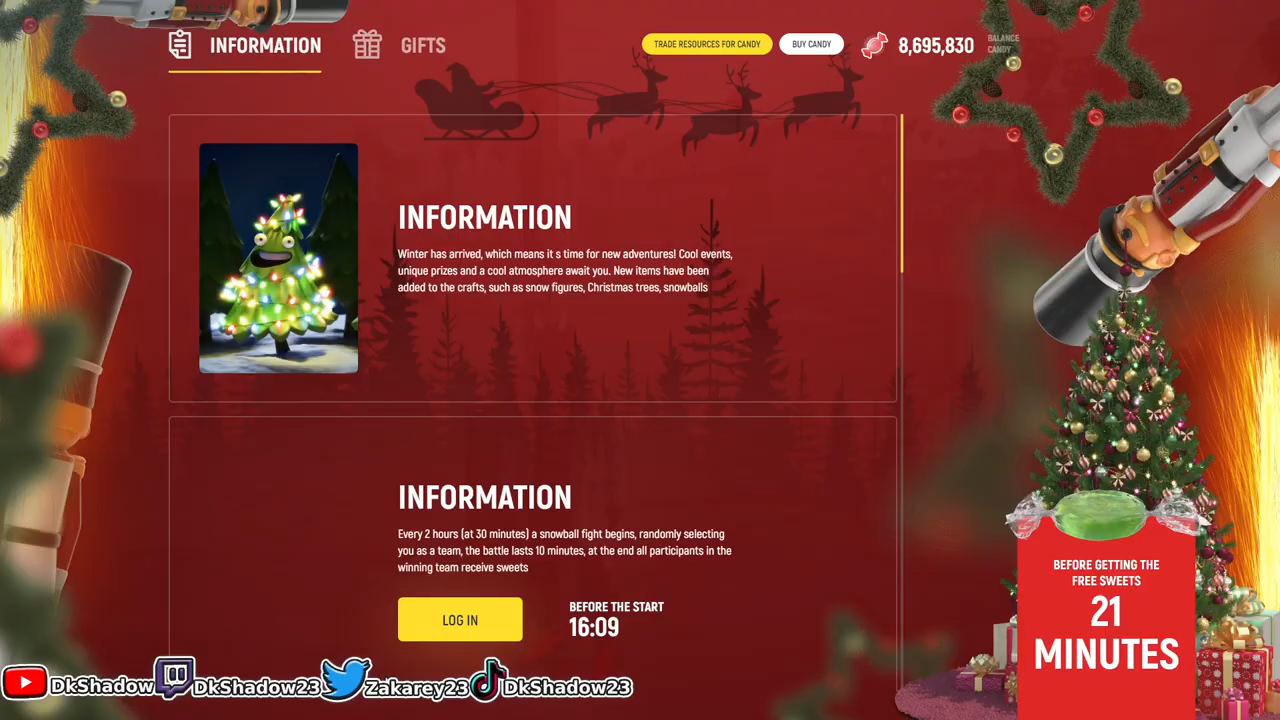 INFORMATION
GIFTS
TRADE RESOURCES FOR CANDY
BUY CANDY
8,695,830
BALANCE
CANDY
INFORMATION
Winter has arrived, which means it s time for new adventures! Cool events,
unique prizes and a cool atmosphere await you. New items have been
added to the crafts, such as snow figures, Christmas trees, snowballs
INFORMATION
Every 2 hours (at 30 minutes) a snowball fight begins, randomly selecting
you as a team, the battle lasts 10 minutes, at the end all participants in the
winning team receive sweets
LOG IN
BEFORE THE START
16:09
BEFORE GETTING THE
FREE SWEETS
21
MINUTES
DkShadow
DkShadow23
Zakarey23
DkShadow23